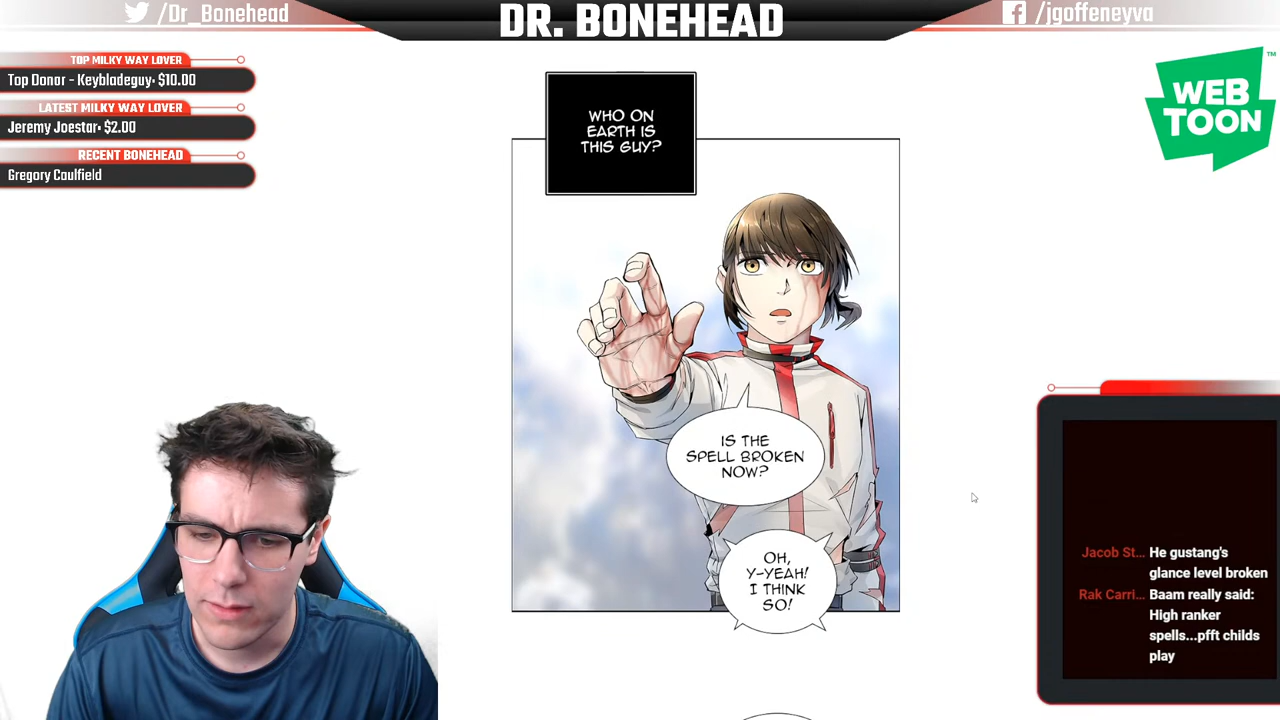 /Dr_Bonehead
DR. BONEHEAD
/jgoffeneyva
TOP MILKY WAY LOVER
Top Donor - Keybladeguy: $10.00
LATEST MILKY WAY LOVER
Jeremy Joestar: $2.00
RECENT BONEHEAD
Gregory Caulfield
WEB
TOON
TM
WHO ON
EARTH IS
THIS GUY?
IS THE
SPELL BROKEN
NOW?
OH,
Y-YEAH!
I THINK
SO!
Jacob St... He gustang's
glance level broken
Rak Carri... Baam really said:
High ranker
spells...pfft childs
play